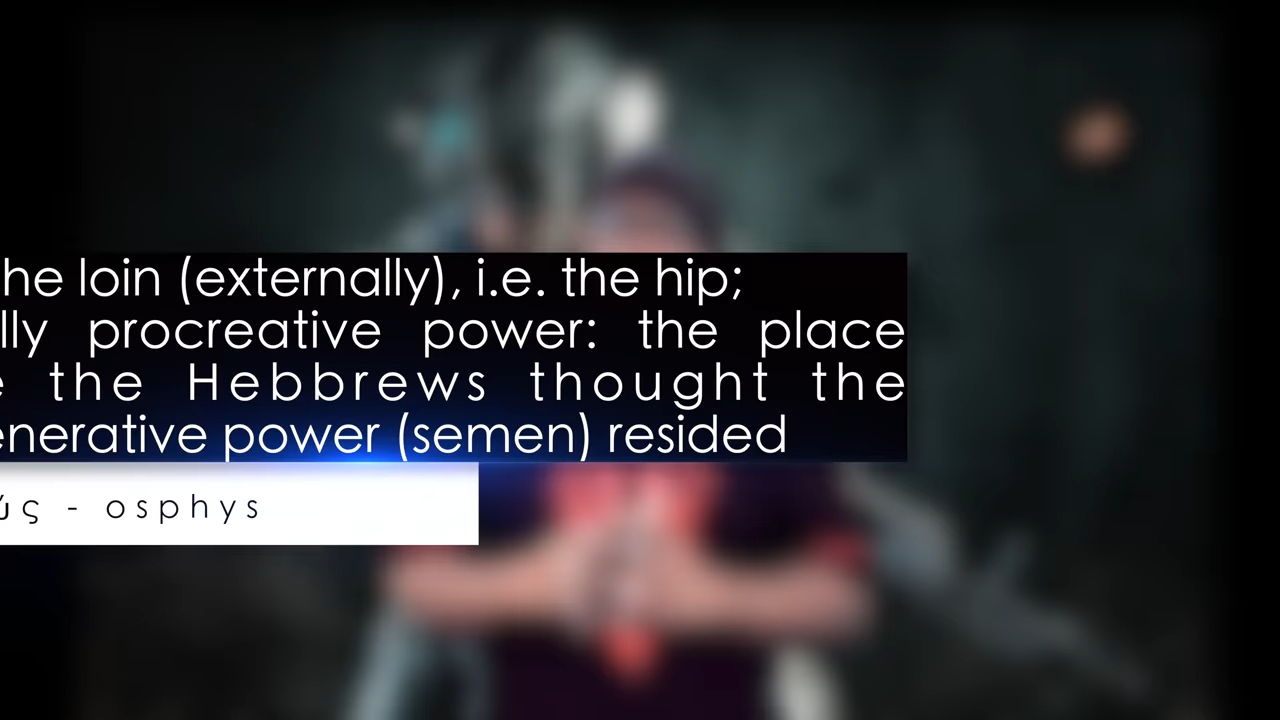 he loin (externally), i.e. the hip;
lly procreative power: the place
the Hebbrews thought the
enerative power (semen) resided
ύς - osphys